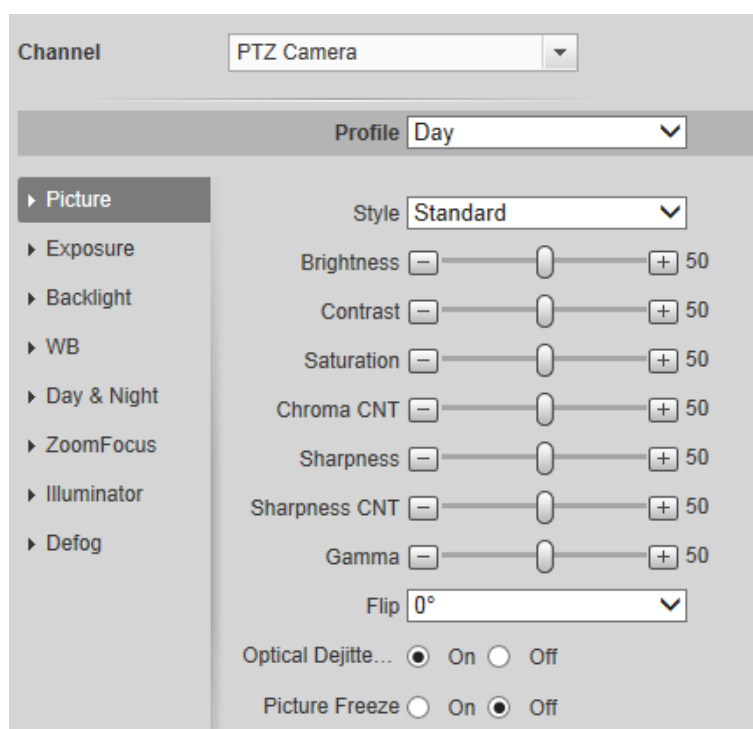 Channel PTZ Camera
Profile Day
Picture
Exposure
Backlight
WB
Day & Night
ZoomFocus
Illuminator
Defog
Style Standard
Brightness 50
Contrast 50
Saturation 50
Chroma CNT 50
Sharpness 50
Sharpness CNT 50
Gamma 50
Flip 0°
Optical Dejitte... On Off
Picture Freeze On Off